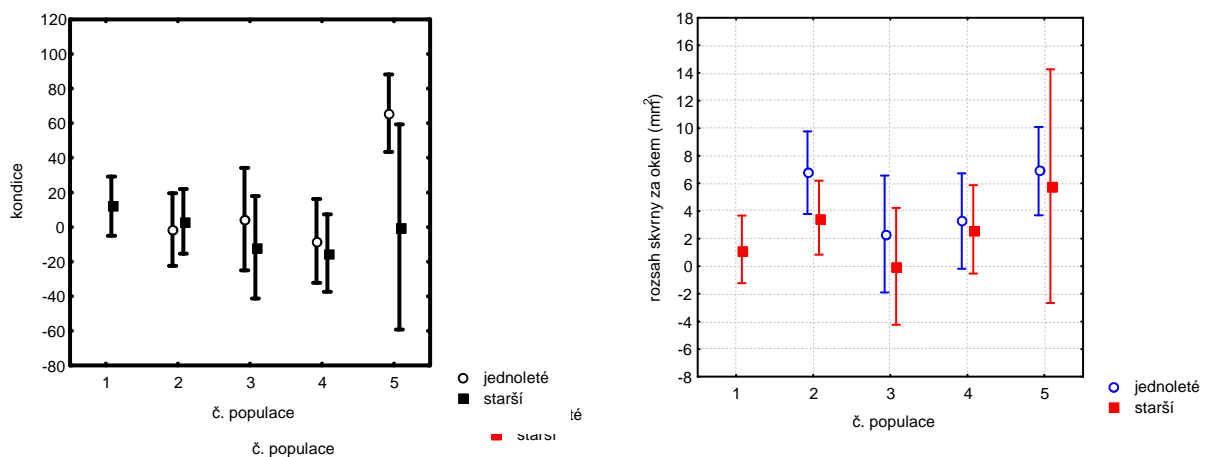 120
100
80
60
40
20
0
-20
-40
-60
-80
kondice
1 2 3 4 5
č. populace
jednoleté
starší
té
starší
č. populace
18
16
14
12
10
8
6
4
2
0
-2
-4
-6
-8
rozsah skvrny za okem (mm²)
1 2 3 4 5
č. populace
jednoleté
starší